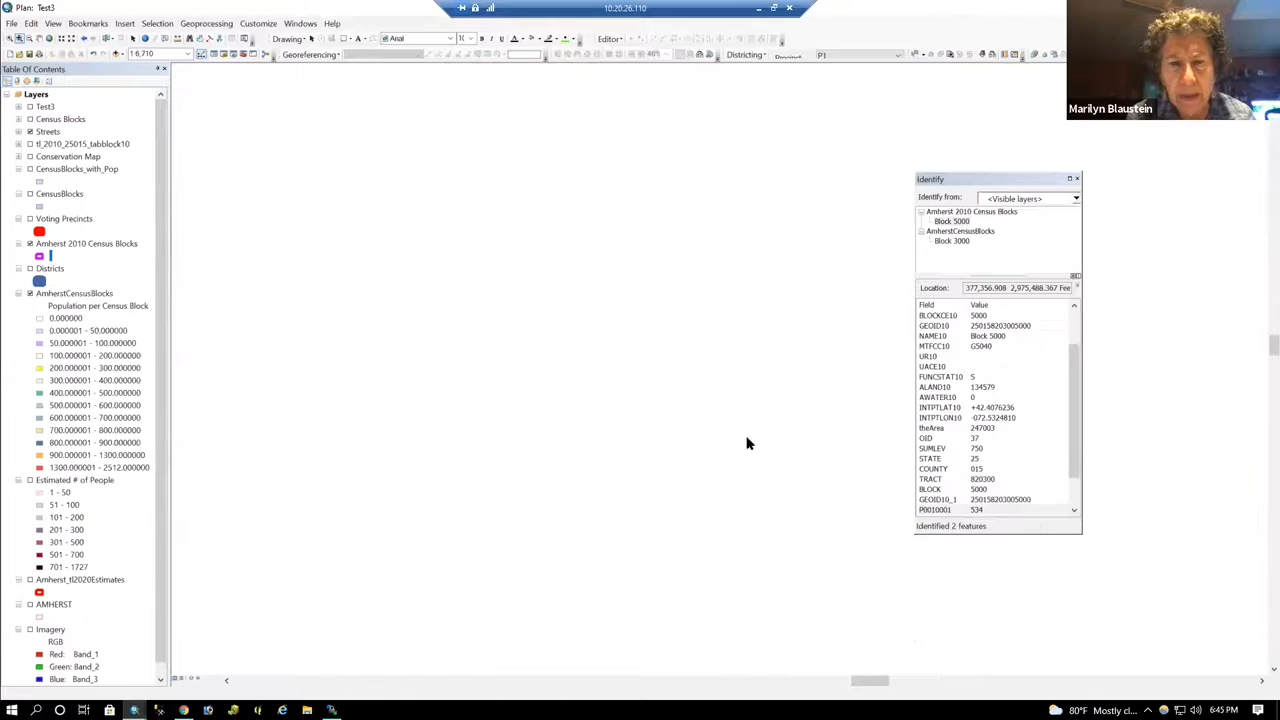 Plan: Test3
10.20.26.110
File Edit View Bookmarks Insert Selection Geoprocessing Customize Windows Help
Drawing Arial 10 B I U A Editor
1:6,710 Georeferencing 46% Districting Precinct P1
Marilyn Blaustein
Table Of Contents
Layers
Test3
Census Blocks
Streets
tl_2010_25015_tabblock10
Conservation Map
CensusBlocks_with_Pop
CensusBlocks
Voting Precincts
Amherst 2010 Census Blocks
Districts
AmherstCensusBlocks
Population per Census Block
0.000000
0.000001 - 50.000000
50.000001 - 100.000000
100.000001 - 200.000000
200.000001 - 300.000000
300.000001 - 400.000000
400.000001 - 500.000000
500.000001 - 600.000000
600.000001 - 700.000000
700.000001 - 800.000000
800.000001 - 900.000000
900.000001 - 1300.000000
1300.000001 - 2512.000000
Estimated # of People
1 - 50
51 - 100
101 - 200
201 - 300
301 - 500
501 - 700
701 - 1727
Amherst_tl2020Estimates
AMHERST
Imagery
RGB
Red: Band_1
Green: Band_2
Blue: Band_3
Identify
Identify from: <Visible layers>
Amherst 2010 Census Blocks
Block 5000
AmherstCensusBlocks
Block 3000
Location: 377,356.908 2,975,488.367 Fee
Field Value
BLOCKCE10 5000
GEOID10 250158203005000
NAME10 Block 5000
MTFCC10 G5040
UR10
UACE10
FUNCSTAT10 S
ALAND10 134579
AWATER10 0
INTPTLAT10 +42.4076236
INTPTLON10 -072.5324810
theArea 247003
OID 37
SUMLEV 750
STATE 25
COUNTY 015
TRACT 820300
BLOCK 5000
GEOID10_1 250158203005000
P0010001 534
Identified 2 features
80°F Mostly cl... 6:45 PM